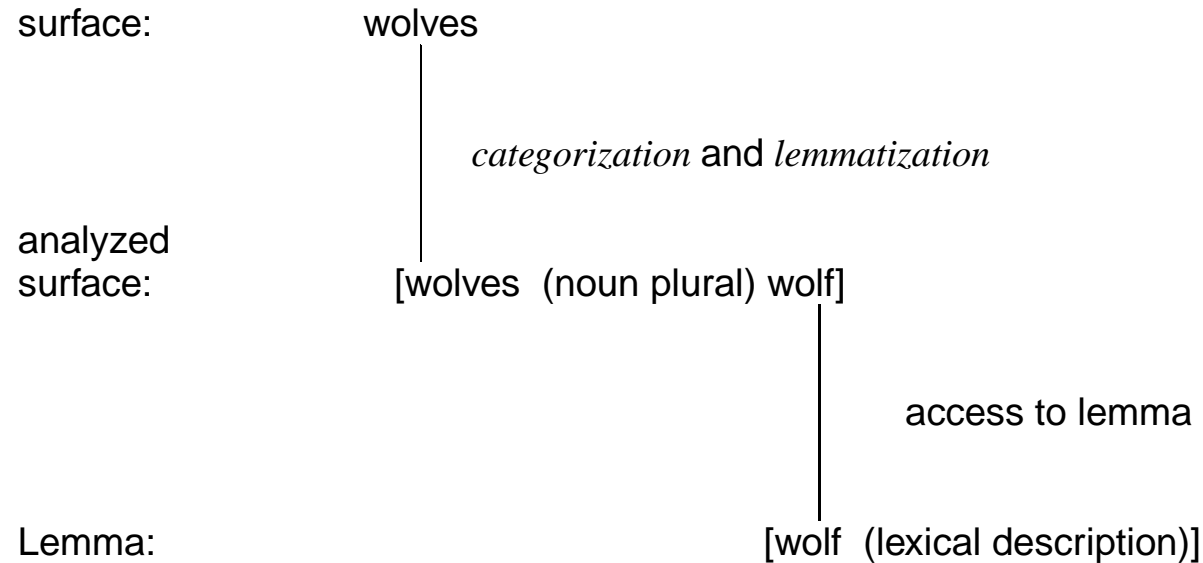 surface: wolves
categorization and lemmatization
analyzed
surface: [wolves (noun plural) wolf]
access to lemma
Lemma: [wolf (lexical description)]